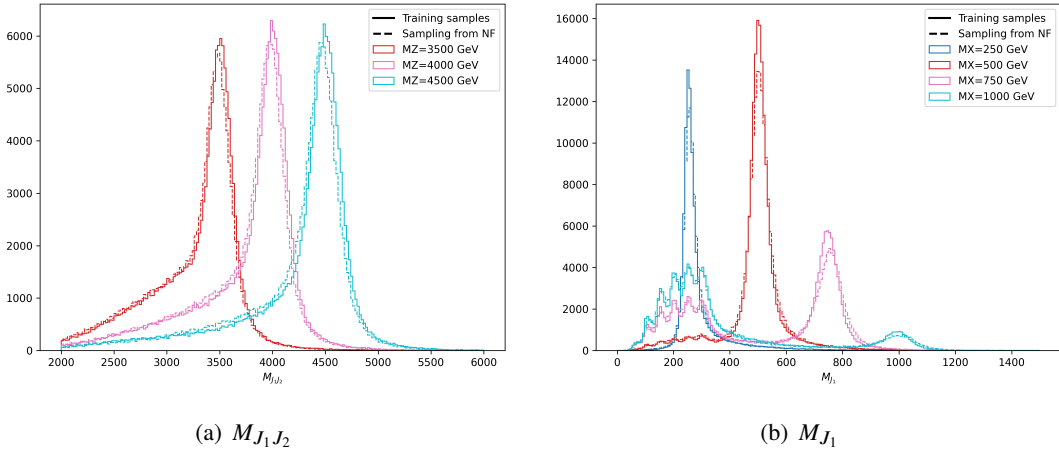 Training samples
Sampling from NF
MZ=3500 GeV
MZ=4000 GeV
MZ=4500 GeV
6000
5000
4000
3000
2000
1000
0
2000 2500 3000 3500 4000 4500 5000 5500 6000
M_{J_1J_2}
(a) M_{J_1J_2}
Training samples
Sampling from NF
MX=250 GeV
MX=500 GeV
MX=750 GeV
MX=1000 GeV
16000
14000
12000
10000
8000
6000
4000
2000
0
0 200 400 600 800 1000 1200 1400
M_{J_1}
(b) M_{J_1}